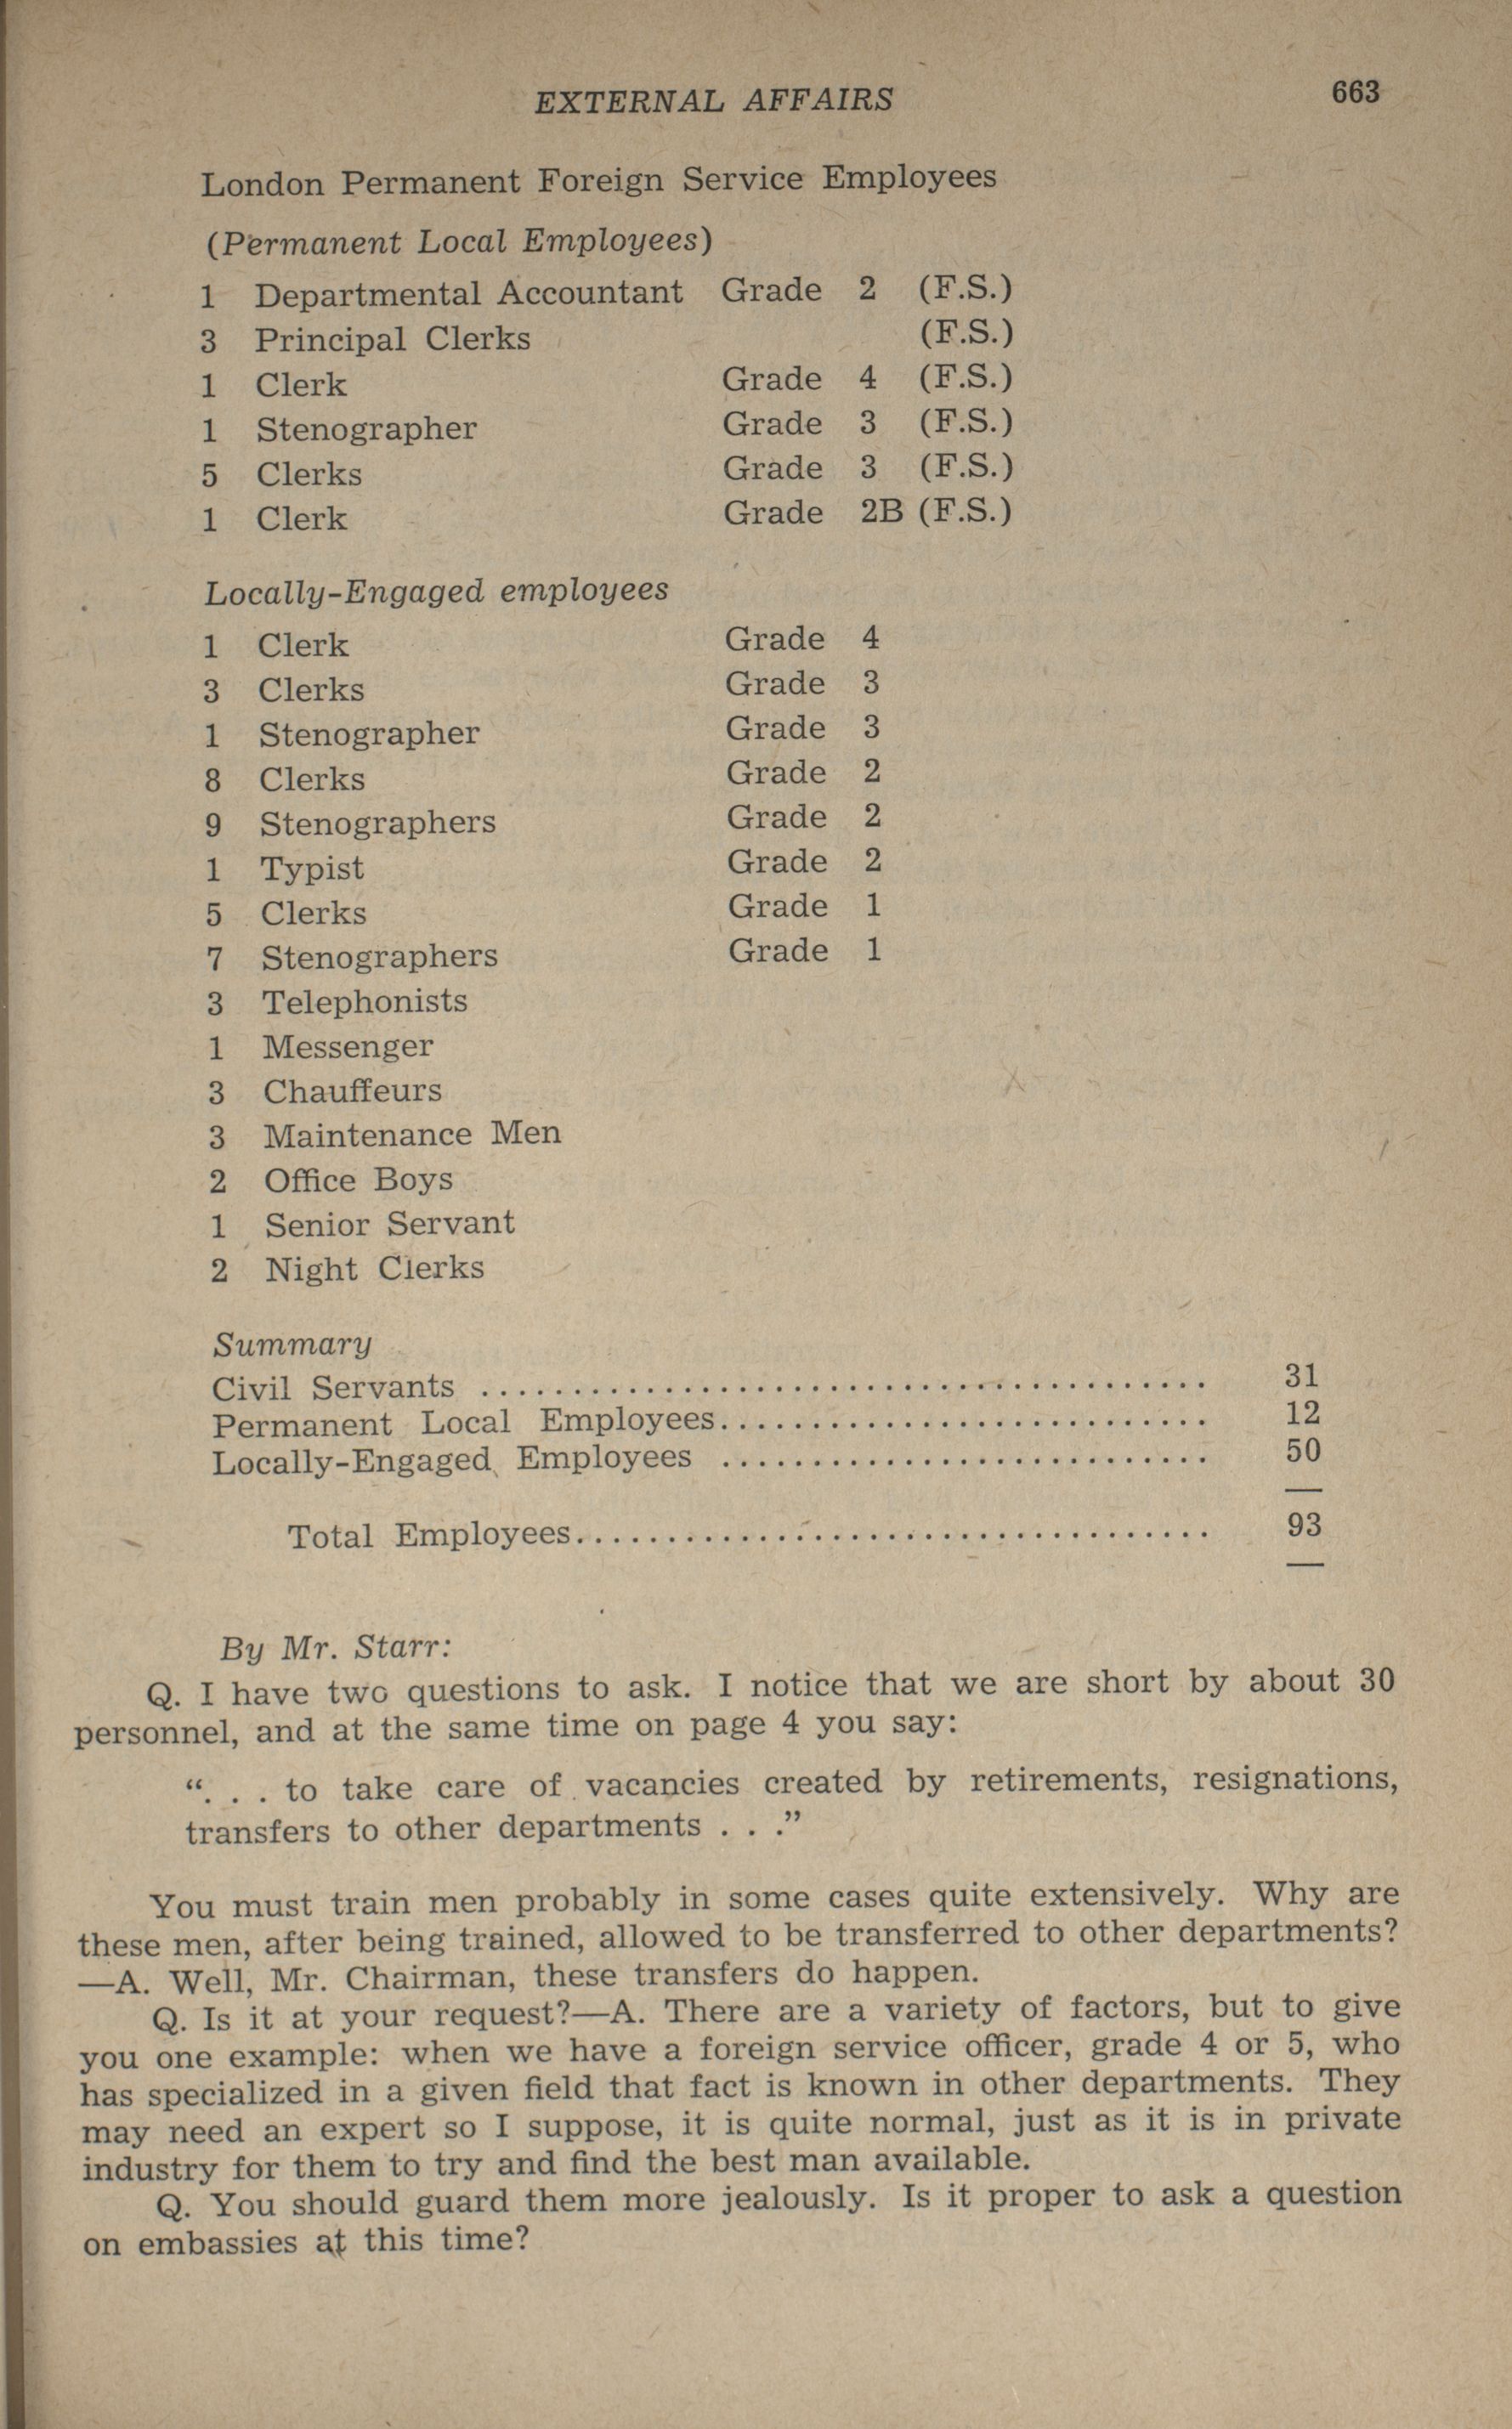 EXTERNAL AFFAIRS 663
London Permanent Foreign Service Employees
(Permanent Local Employees)
1 Departmental Accountant Grade 2 (F.S.)
3 Principal Clerks (F.S.)
1 Clerk Grade 4 (F.S.)
1 Stenographer Grade 3 (F.S.)
5 Clerks Grade 3 (F.S.)
1 Clerk Grade 2B (F.S.)
Locally-Engaged employees
1 Clerk Grade 4
3 Clerks Grade 3
1 Stenographer Grade 3
8 Clerks Grade 2
9 Stenographers Grade 2
1 Typist Grade 2
5 Clerks Grade 1
7 Stenographers Grade 1
3 Telephonists
1 Messenger
3 Chauffeurs
3 Maintenance Men
2 Office Boys
1 Senior Servant
2 Night Clerks
Summary
Civil Servants ........................................ 31
Permanent Local Employees........................... 12
Locally-Engaged Employees ........................... 50
Total Employees................................... 93
By Mr. Starr:
Q. I have two questions to ask. I notice that we are short by about 30
personnel, and at the same time on page 4 you say:
“. . . to take care of vacancies created by retirements, resignations,
transfers to other departments . . .”
You must train men probably in some cases quite extensively. Why are
these men, after being trained, allowed to be transferred to other departments?
—A. Well, Mr. Chairman, these transfers do happen.
Q. Is it at your request?—A. There are a variety of factors, but to give
you one example: when we have a foreign service officer, grade 4 or 5, who
has specialized in a given field that fact is known in other departments. They
may need an expert so I suppose, it is quite normal, just as it is in private
industry for them to try and find the best man available.
Q. You should guard them more jealously. Is it proper to ask a question
on embassies at this time?